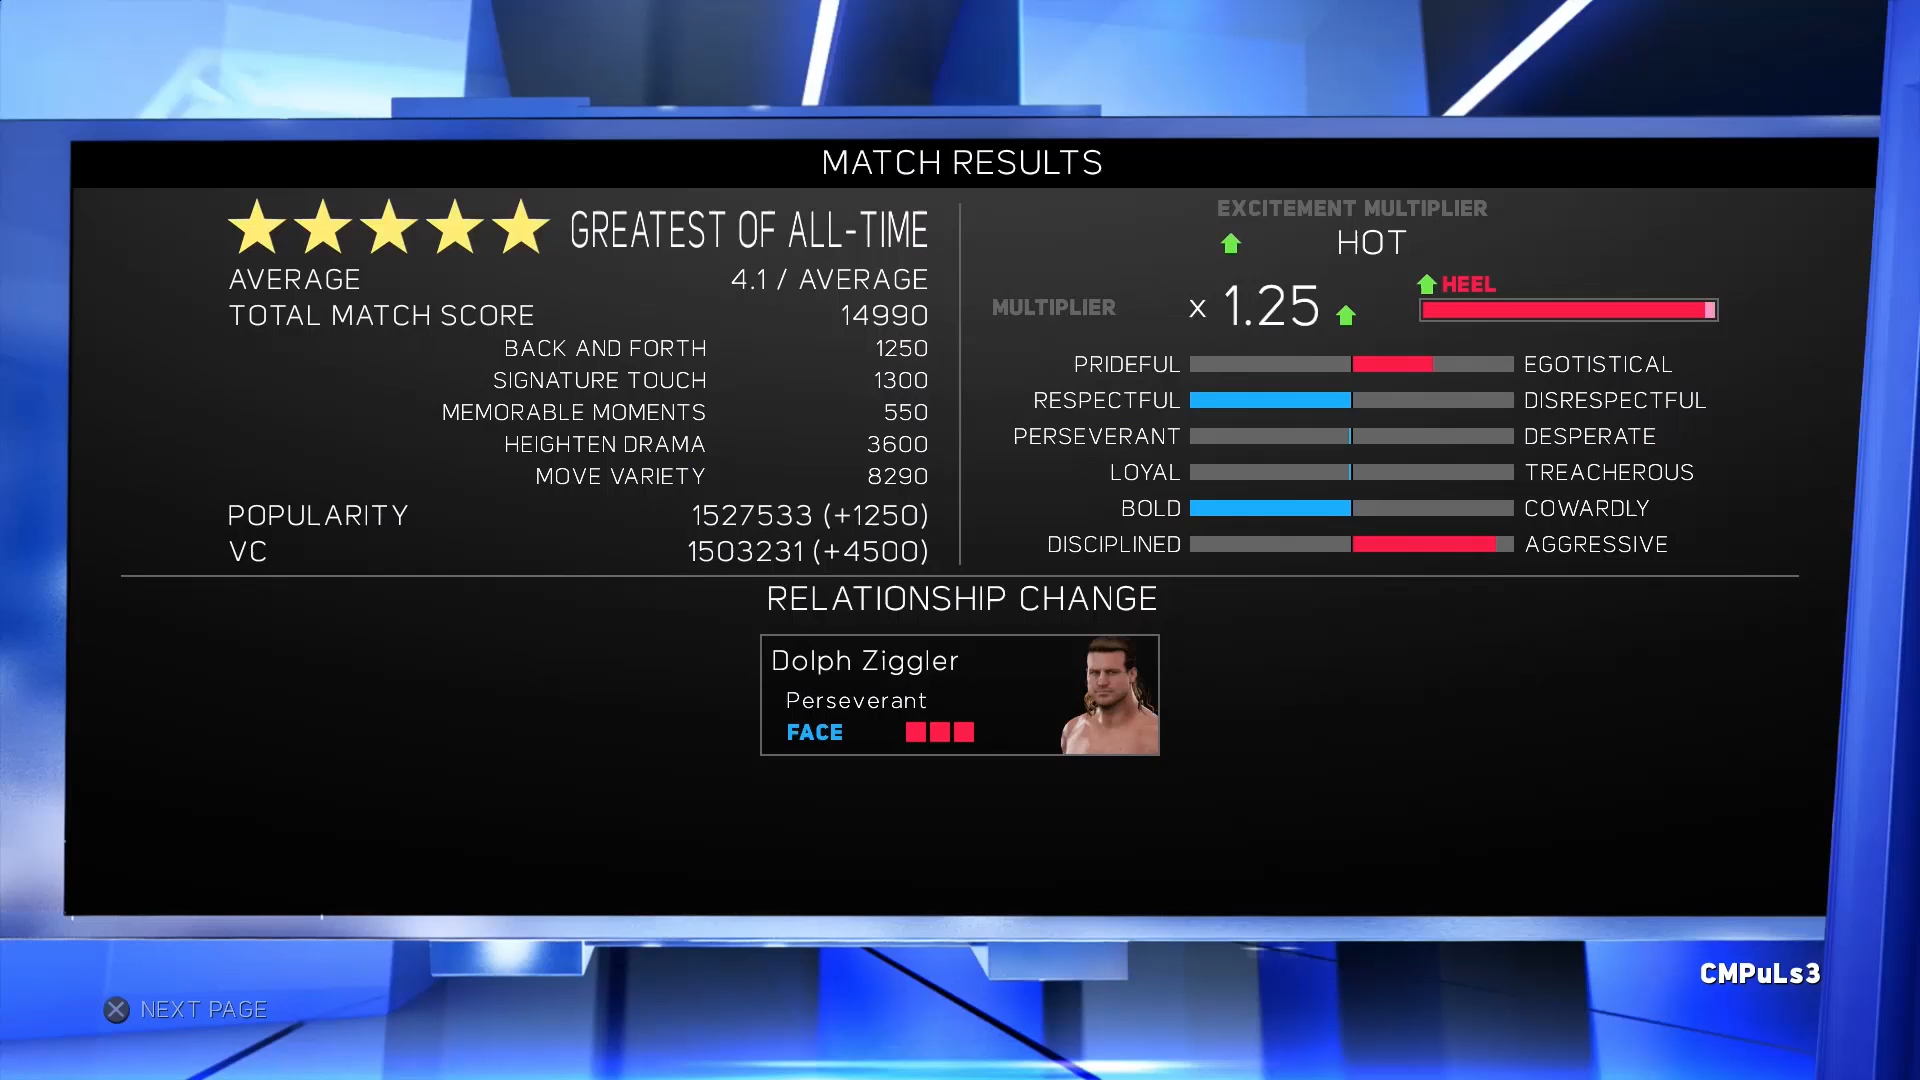 MATCH RESULTS
GREATEST OF ALL-TIME
AVERAGE 4.1 / AVERAGE
TOTAL MATCH SCORE 14990
BACK AND FORTH 1250
SIGNATURE TOUCH 1300
MEMORABLE MOMENTS 550
HEIGHTEN DRAMA 3600
MOVE VARIETY 8290
POPULARITY 1527533 (+1250)
VC 1503231 (+4500)
EXCITEMENT MULTIPLIER
HOT
HEEL
MULTIPLIER x 1.25
PRIDEFUL EGOTISTICAL
RESPECTFUL DISRESPECTFUL
PERSEVERANT DESPERATE
LOYAL TREACHEROUS
BOLD COWARDLY
DISCIPLINED AGGRESSIVE
RELATIONSHIP CHANGE
Dolph Ziggler
Perseverant
FACE
CMPuLs3
NEXT PAGE